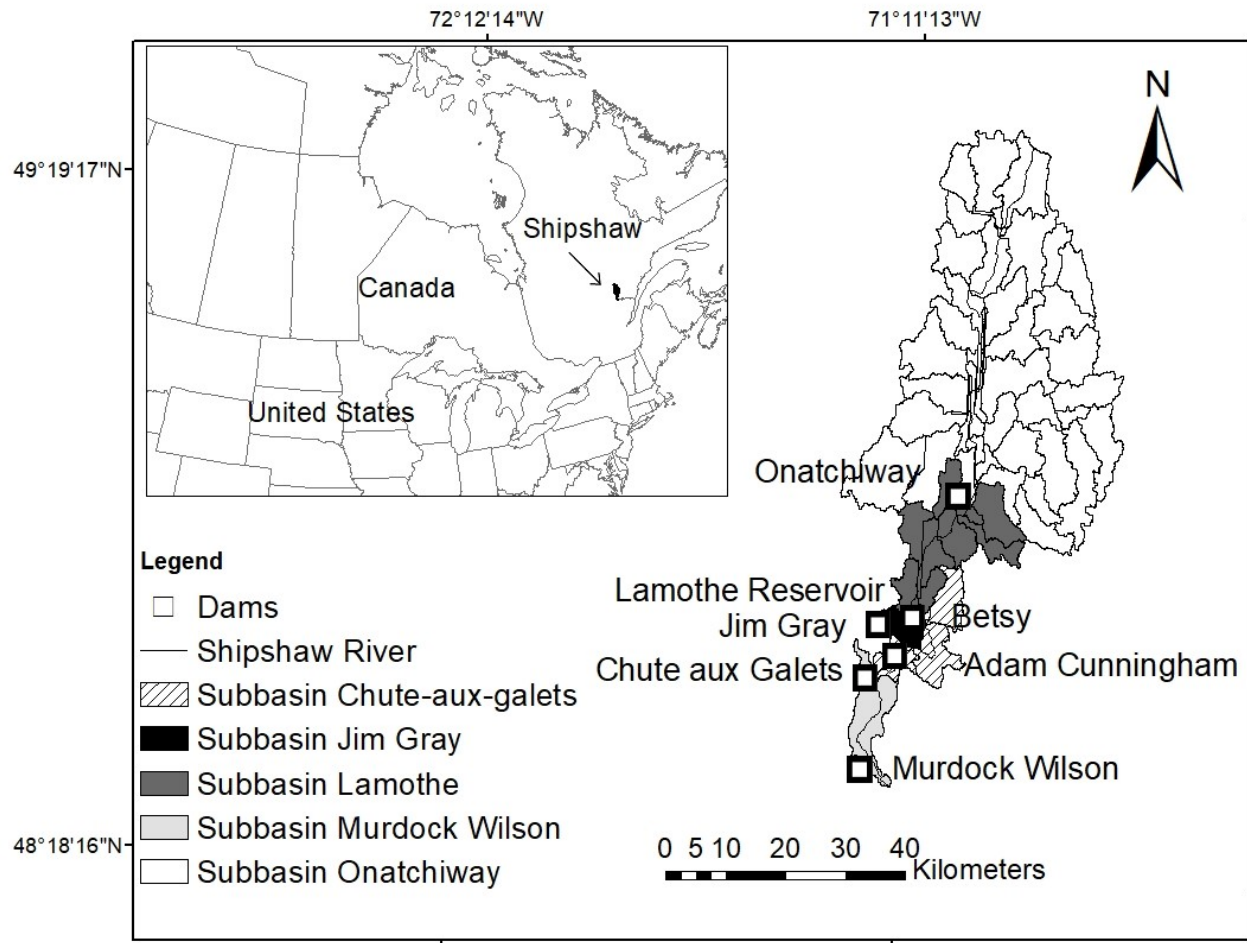 72°12'14"W
71°11'13"W
N
49°19'17"N
Shipshaw
Canada
United States
Onatchiway
Legend
Dams
Lamothe Reservoir
Shipshaw River
Jim Gray
Betsy
Subbasin Chute-aux-galets
Chute aux Galets
Adam Cunningham
Subbasin Jim Gray
Subbasin Lamothe
Murdock Wilson
Subbasin Murdock Wilson
48°18'16"N
0 5 10 20 30 40
Kilometers
Subbasin Onatchiway